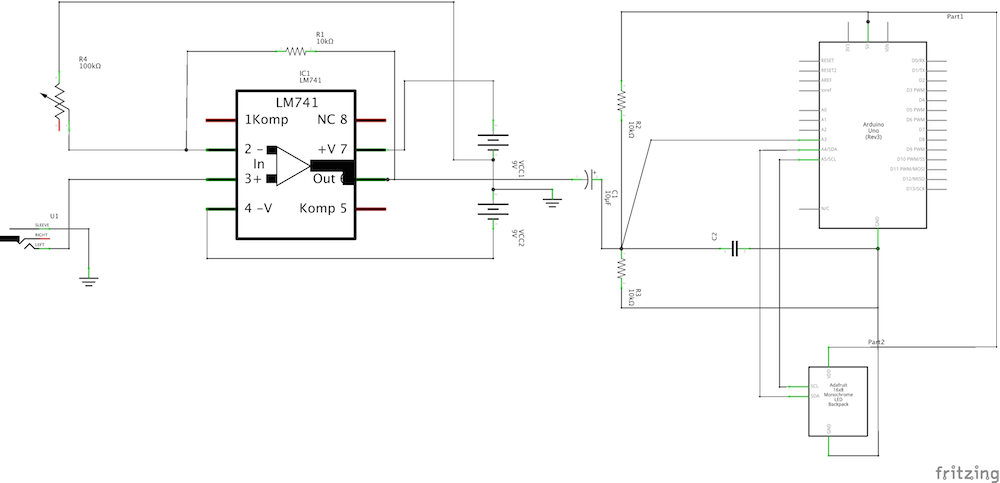 Part1
R1
10kΩ
R4
100kΩ
IC1
LM741
LM741
1Komp
NC 8
2 -
+V 7
In
3+
Out 6
4 -V
Komp 5
VCC1
9V
VCC2
9V
C1
10µF
R2
10kΩ
R3
10kΩ
C2
U1
SLEEVE
RIGHT
LEFT
5V
RESET
RESET2
AREF
ioref
A0
A1
A2
A3
A4/SDA
A5/SCL
N/C
D0/RX
D1/TX
D2
D3 PWM
D4
D5 PWM
D6 PWM
D7
D8
D9 PWM
D10 PWM/SS
D11 PWM/MOSI
D12/MISO
D13/SCK
Arduino
Uno
(Rev3)
GND
Part2
SCL
SDA
Adafruit
16x8
Monochrome
LED
Backpack
GND
fritzing